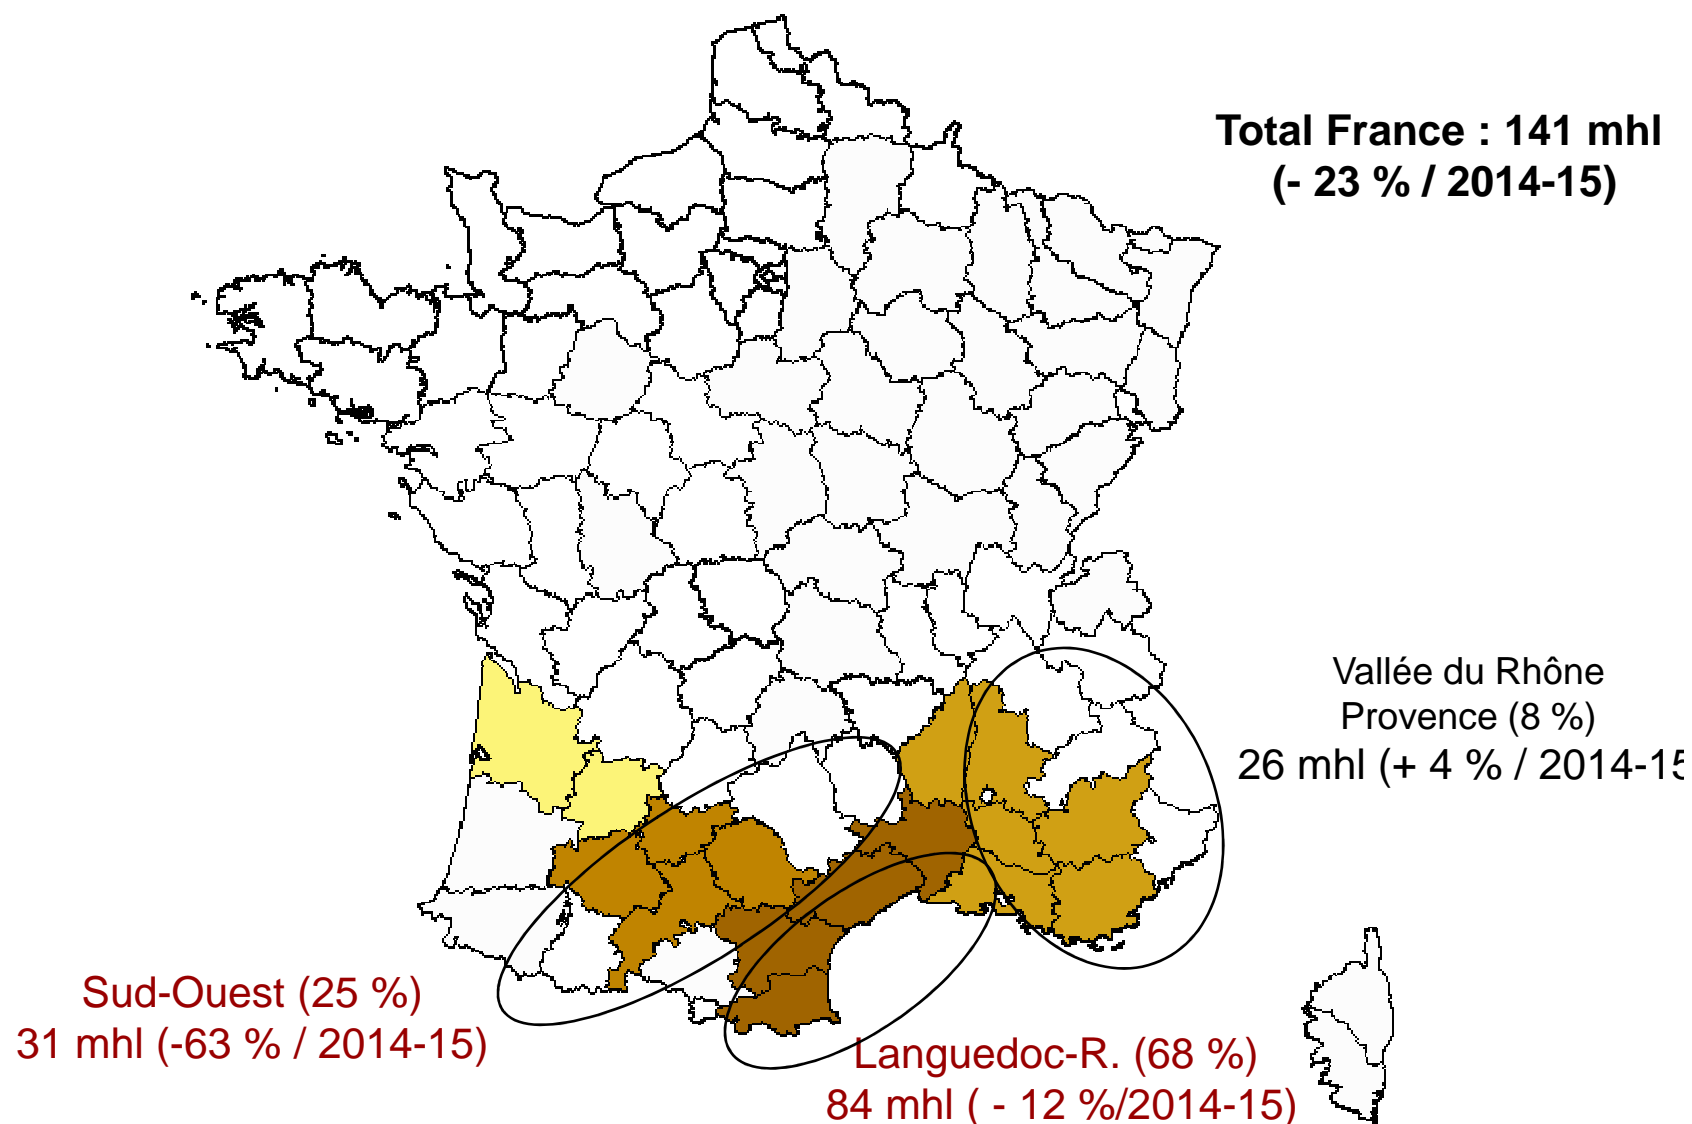 Total France : 141 mhl
(- 23 % / 2014-15)
Vallée du Rhône
Provence (8 %)
26 mhl (+ 4 % / 2014-15
Sud-Ouest (25 %)
31 mhl (-63 % / 2014-15)
Languedoc-R. (68 %)
84 mhl ( - 12 %/2014-15)